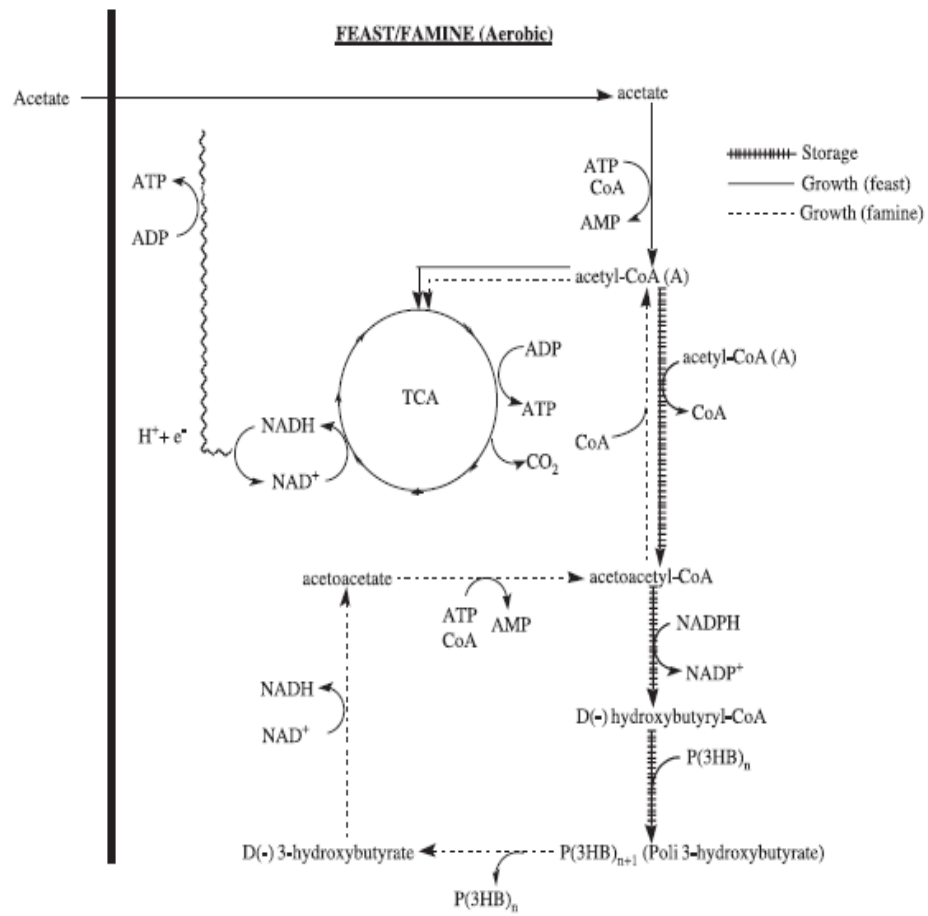 FEAST/FAMINE (Aerobic)
Acetate
acetate
Storage
Growth (feast)
Growth (famine)
ATP
CoA
AMP
ATP
ADP
acetyl-CoA (A)
ADP
ATP
TCA
acetyl-CoA (A)
CoA
CoA
NADH
H⁺+ e⁻
NAD⁺
CO₂
acetoacetate
acetoacetyl-CoA
ATP
CoA
AMP
NADPH
NADP⁺
NADH
NAD⁺
D(-) hydroxybutyryl-CoA
P(3HB)ₙ
D(-) 3-hydroxybutyrate
P(3HB)ₙ₊₁ (Poli 3-hydroxybutyrate)
P(3HB)ₙ